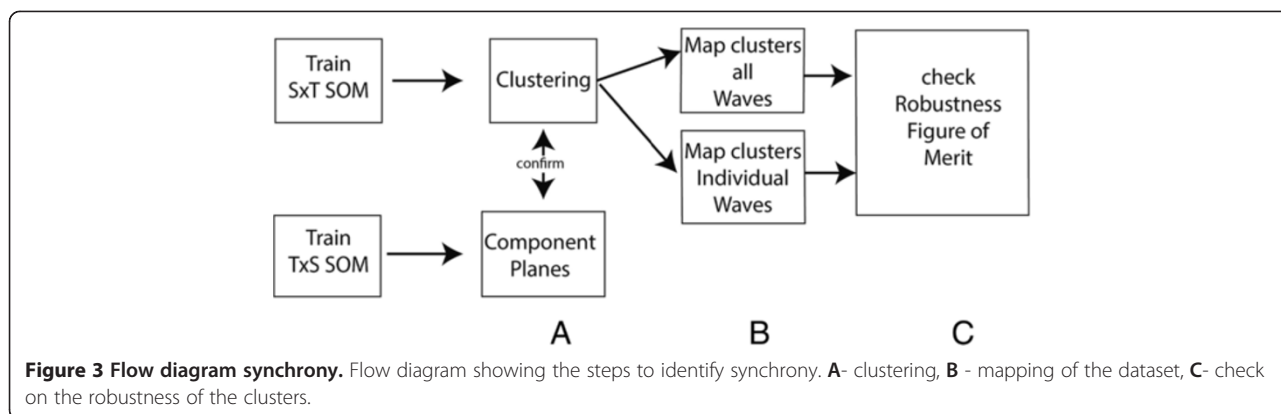 Train
SxT SOM
Clustering
Map clusters
all
Waves
check
Robustness
Figure of
Merit
confirm
Map clusters
Individual
Waves
Train
TxS SOM
Component
Planes
A
B
C
Figure 3 Flow diagram synchrony. Flow diagram showing the steps to identify synchrony. A- clustering, B - mapping of the dataset, C- check
on the robustness of the clusters.